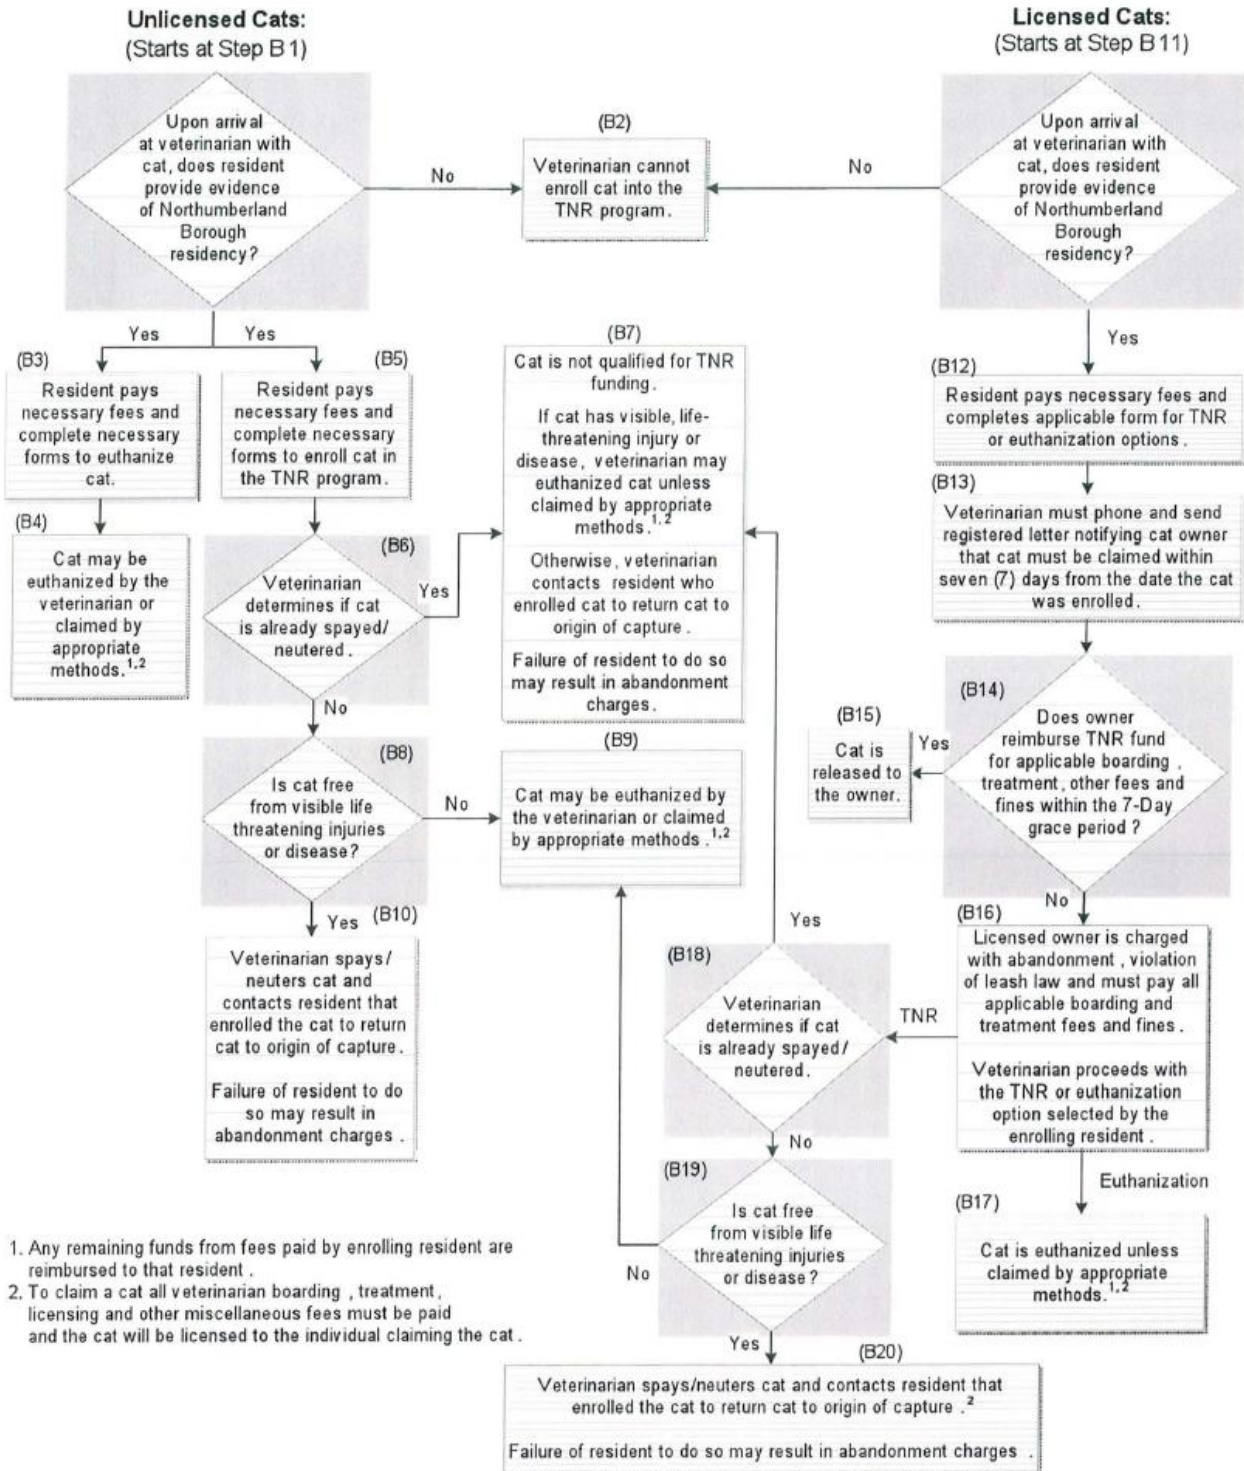 Unlicensed Cats:
(Starts at Step B1)
Licensed Cats:
(Starts at Step B11)
Upon arrival
at veterinarian with
cat, does resident
provide evidence
of Northumberland
Borough
residency?
No
(B2)
Veterinarian cannot
enroll cat into the
TNR program.
No
Upon arrival
at veterinarian with
cat, does resident
provide evidence
of Northumberland
Borough
residency?
Yes
Yes
(B3)
Resident pays
necessary fees and
complete necessary
forms to euthanize
cat.
(B5)
Resident pays
necessary fees and
complete necessary
forms to enroll cat in
the TNR program.
(B7)
Cat is not qualified for TNR
funding.
If cat has visible, life-
threatening injury or
disease, veterinarian may
euthanized cat unless
claimed by appropriate
methods.1,2
Otherwise, veterinarian
contacts resident who
enrolled cat to return cat to
origin of capture.
Failure of resident to do so
may result in abandonment
charges.
Yes
(B12)
Resident pays necessary fees and
completes applicable form for TNR
or euthanization options.
(B13)
Veterinarian must phone and send
registered letter notifying cat owner
that cat must be claimed within
seven (7) days from the date the cat
was enrolled.
(B4)
Cat may be
euthanized by the
veterinarian or
claimed by
appropriate
methods.1,2
(B6)
Veterinarian
determines if cat
is already spayed/
neutered.
Yes
No
(B8)
Is cat free
from visible life
threatening injuries
or disease?
No
(B9)
Cat may be euthanized by
the veterinarian or claimed
by appropriate methods.1,2
(B14)
Does owner
reimburse TNR fund
for applicable boarding,
treatment, other fees and
fines within the 7-Day
grace period?
(B15)
Yes
Cat is
released to
the owner.
No
Yes
(B10)
Veterinarian spays/
neuters cat and
contacts resident that
enrolled the cat to return
cat to origin of capture.
Failure of resident to do
so may result in
abandonment charges.
(B16)
Licensed owner is charged
with abandonment, violation
of leash law and must pay all
applicable boarding and
treatment fees and fines.
Veterinarian proceeds with
the TNR or euthanization
option selected by the
enrolling resident.
TNR
Yes
(B18)
Veterinarian
determines if cat
is already spayed/
neutered.
No
(B19)
Is cat free
from visible life
threatening injuries
or disease?
No
Euthanization
(B17)
Cat is euthanized unless
claimed by appropriate
methods.1,2
1. Any remaining funds from fees paid by enrolling resident are
reimbursed to that resident.
2. To claim a cat all veterinarian boarding, treatment,
licensing and other miscellaneous fees must be paid
and the cat will be licensed to the individual claiming the cat.
Yes
(B20)
Veterinarian spays/neuters cat and contacts resident that
enrolled the cat to return cat to origin of capture.2
Failure of resident to do so may result in abandonment charges.